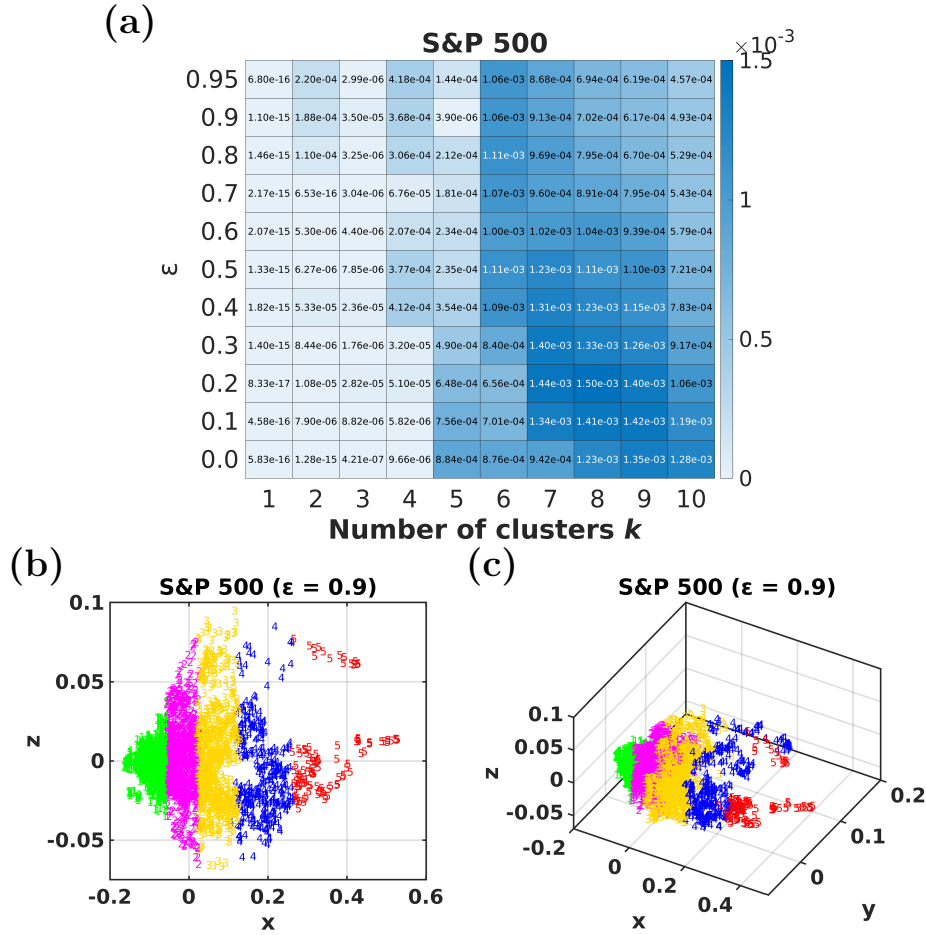 (a)
S&P 500
×10⁻³
0.95 6.80e-16 2.20e-04 2.99e-06 4.18e-04 1.44e-04 1.06e-03 8.68e-04 6.94e-04 6.19e-04 4.57e-04
0.9 1.10e-15 1.88e-04 3.50e-05 3.68e-04 3.90e-06 1.06e-03 9.13e-04 7.02e-04 6.17e-04 4.93e-04
0.8 1.46e-15 1.10e-04 3.25e-06 3.06e-04 2.12e-04 1.11e-03 9.69e-04 7.95e-04 6.70e-04 5.29e-04
0.7 2.17e-15 6.53e-16 3.04e-06 6.76e-05 1.81e-04 1.07e-03 9.60e-04 8.91e-04 7.95e-04 5.43e-04
0.6 2.07e-15 5.30e-06 4.40e-06 2.07e-04 2.34e-04 1.00e-03 1.02e-03 1.04e-03 9.39e-04 5.79e-04
0.5 1.33e-15 6.27e-06 7.85e-06 3.77e-04 2.35e-04 1.11e-03 1.23e-03 1.11e-03 1.10e-03 7.21e-04
0.4 1.82e-15 5.33e-05 2.36e-05 4.12e-04 3.54e-04 1.09e-03 1.31e-03 1.23e-03 1.15e-03 7.83e-04
0.3 1.40e-15 8.44e-06 1.76e-06 3.20e-05 4.90e-04 8.40e-04 1.40e-03 1.33e-03 1.26e-03 9.17e-04
0.2 8.33e-17 1.08e-05 2.82e-05 5.10e-05 6.48e-04 6.56e-04 1.44e-03 1.50e-03 1.40e-03 1.06e-03
0.1 4.58e-16 7.90e-06 8.82e-06 5.82e-06 7.56e-04 7.01e-04 1.34e-03 1.41e-03 1.42e-03 1.19e-03
0.0 5.83e-16 1.28e-15 4.21e-07 9.66e-06 8.84e-04 8.76e-04 9.42e-04 1.23e-03 1.35e-03 1.28e-03
ε
1 2 3 4 5 6 7 8 9 10
Number of clusters k
1.5
1
0.5
0
(b)
S&P 500 (ε = 0.9)
0.1
0.05
0
-0.05
z
-0.2 0 0.2 0.4 0.6
x
(c)
S&P 500 (ε = 0.9)
0.1
0.05
0
-0.05
z
-0.2 0 0.2 0.4
x
0 0.1 0.2
y